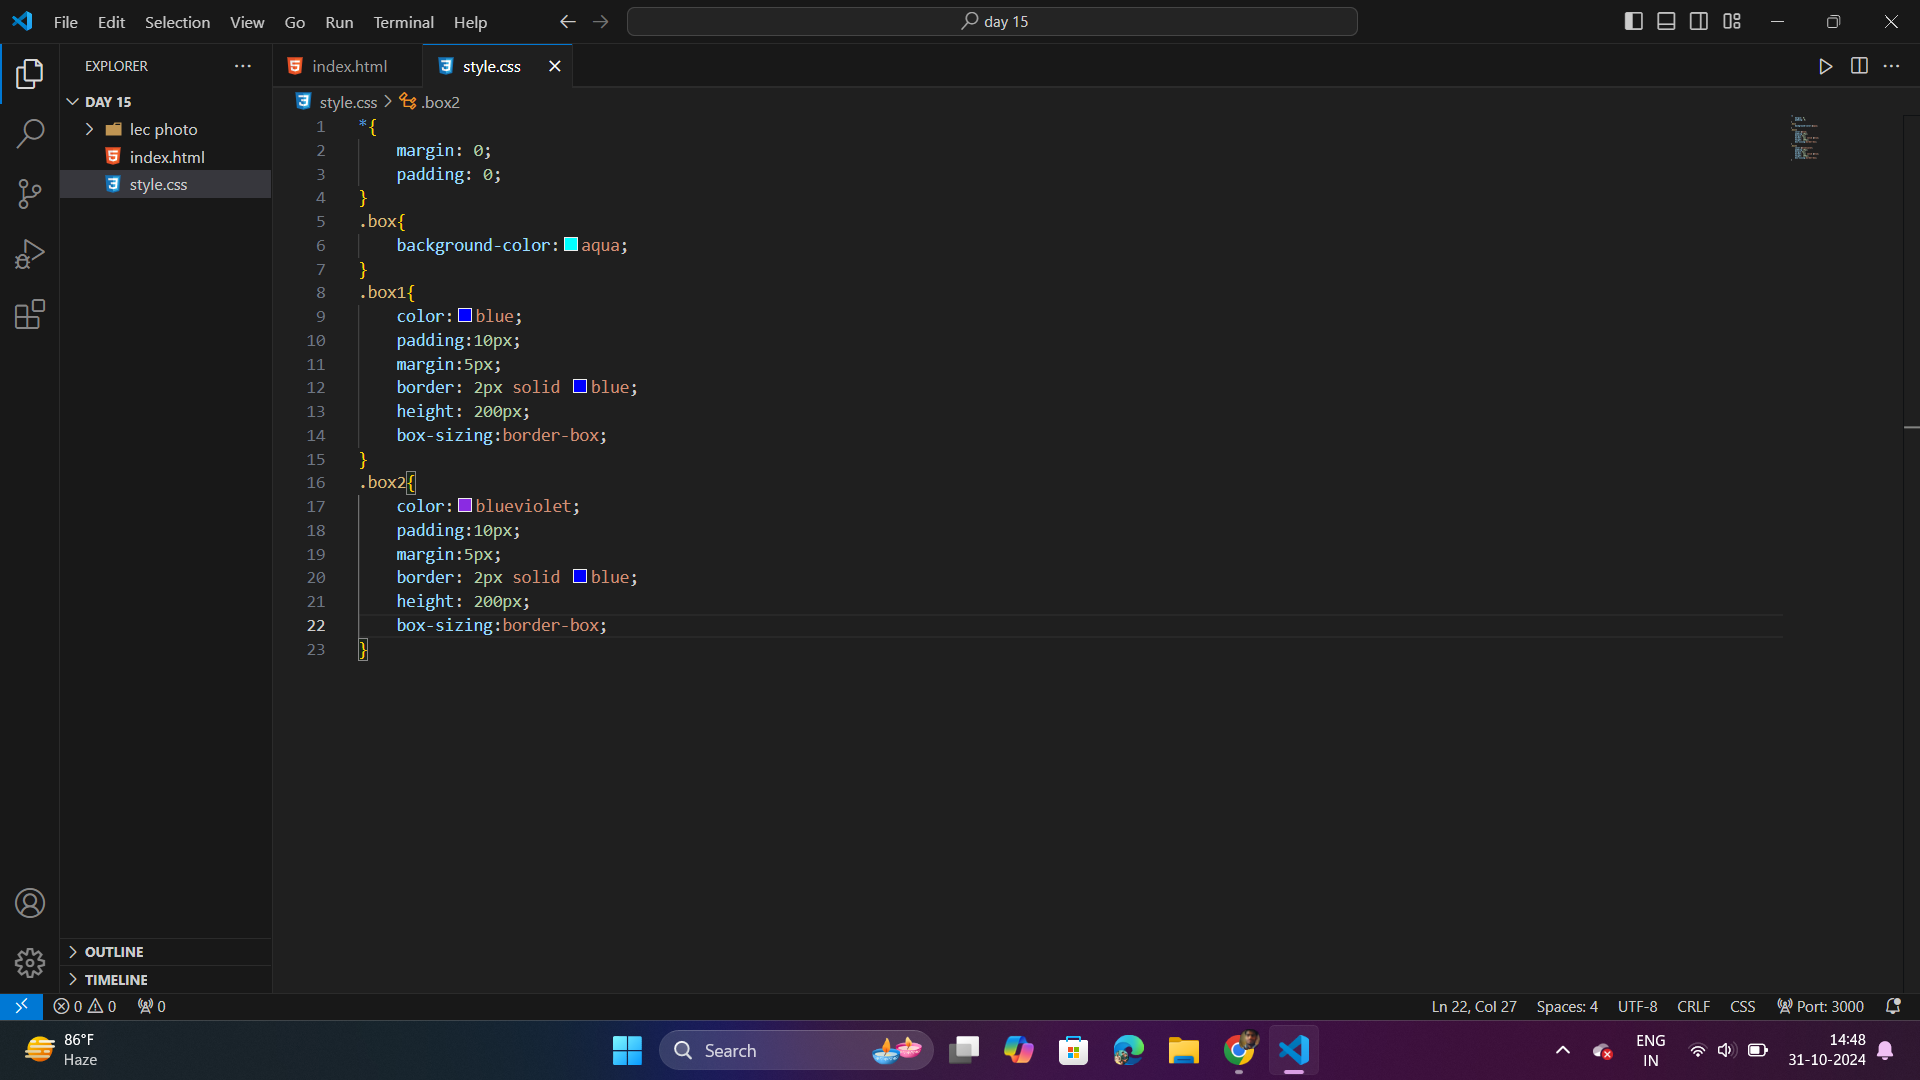 File Edit Selection View Go Run Terminal Help
day 15
EXPLORER
index.html
style.css
DAY 15
lec photo
index.html
style.css
style.css > .box2
1 *{
2     margin: 0;
3     padding: 0;
4 }
5 .box{
6     background-color: aqua;
7 }
8 .box1{
9     color: blue;
10     padding:10px;
11     margin:5px;
12     border: 2px solid blue;
13     height: 200px;
14     box-sizing:border-box;
15 }
16 .box2{
17     color: blueviolet;
18     padding:10px;
19     margin:5px;
20     border: 2px solid blue;
21     height: 200px;
22     box-sizing:border-box;
23 }
OUTLINE
TIMELINE
0 0 0
Ln 22, Col 27 Spaces: 4 UTF-8 CRLF CSS Port: 3000
86°F
Haze
Search
ENG
IN
14:48
31-10-2024